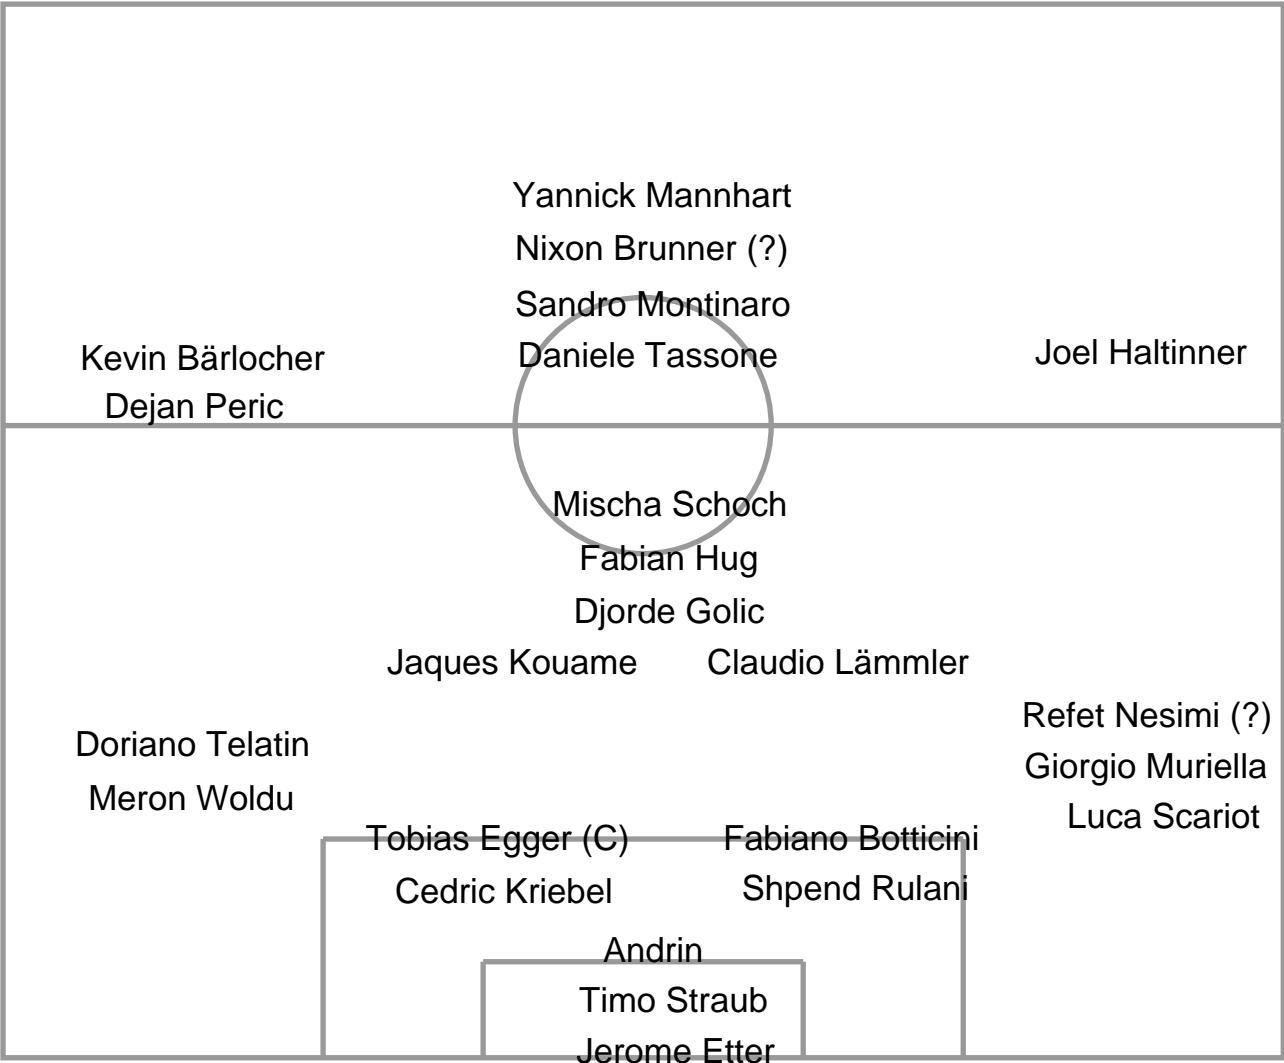 Yannick Mannhart
Nixon Brunner (?)
Sandro Montinaro
Kevin Bärlocher
Daniele Tassone
Joel Haltinner
Dejan Peric
Mischa Schoch
Fabian Hug
Djorde Golic
Jaques Kouame
Claudio Lämmler
Refet Nesimi (?)
Doriano Telatin
Giorgio Muriella
Meron Woldu
Luca Scariot
Tobias Egger (C)
Fabiano Botticini
Cedric Kriebel
Shpend Rulani
Andrin
Timo Straub
Jerome Etter